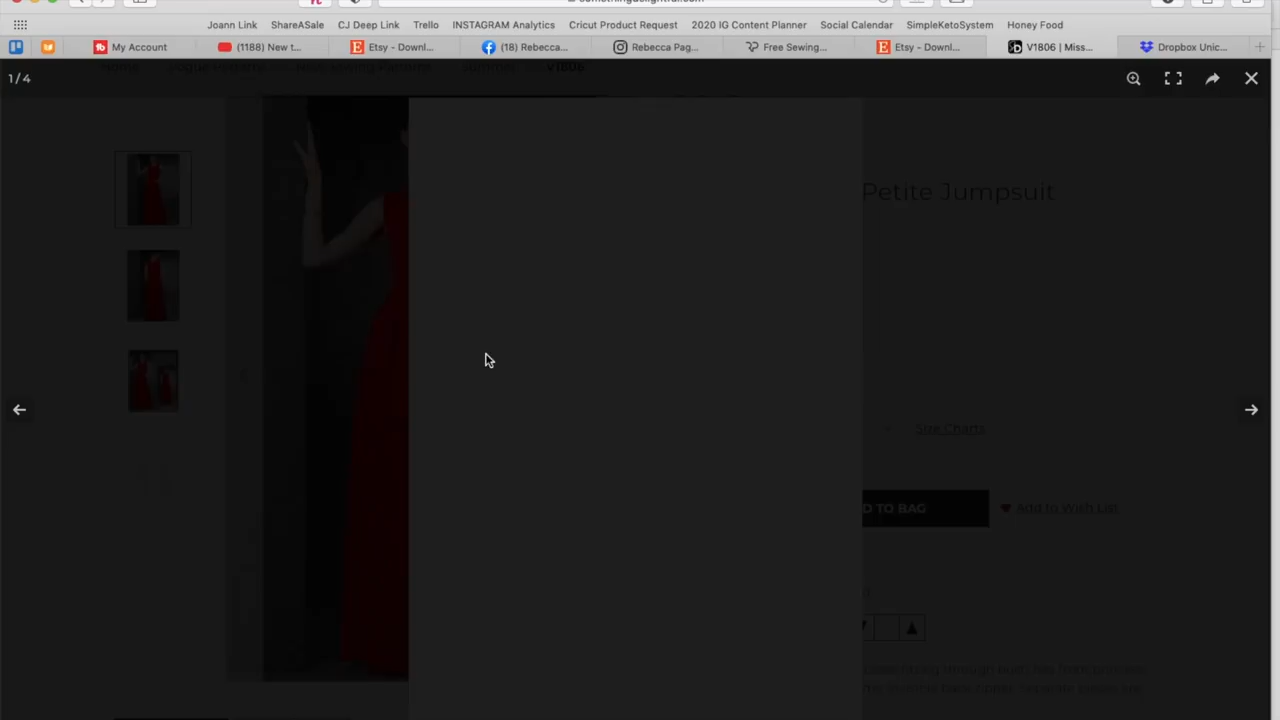 Joann Link ShareASale CJ Deep Link Trello INSTAGRAM Analytics Cricut Product Request 2020 IG Content Planner Social Calendar SimpleKetoSystem Honey Food
My Account (1188) New t... Etsy - Downl... (18) Rebecca... Rebecca Pag... Free Sewing... Etsy - Downl... V1806 | Miss... Dropbox Unic...
Home V1806
1/4
Petite Jumpsuit
Size Charts
D TO BAG Add to Wish List